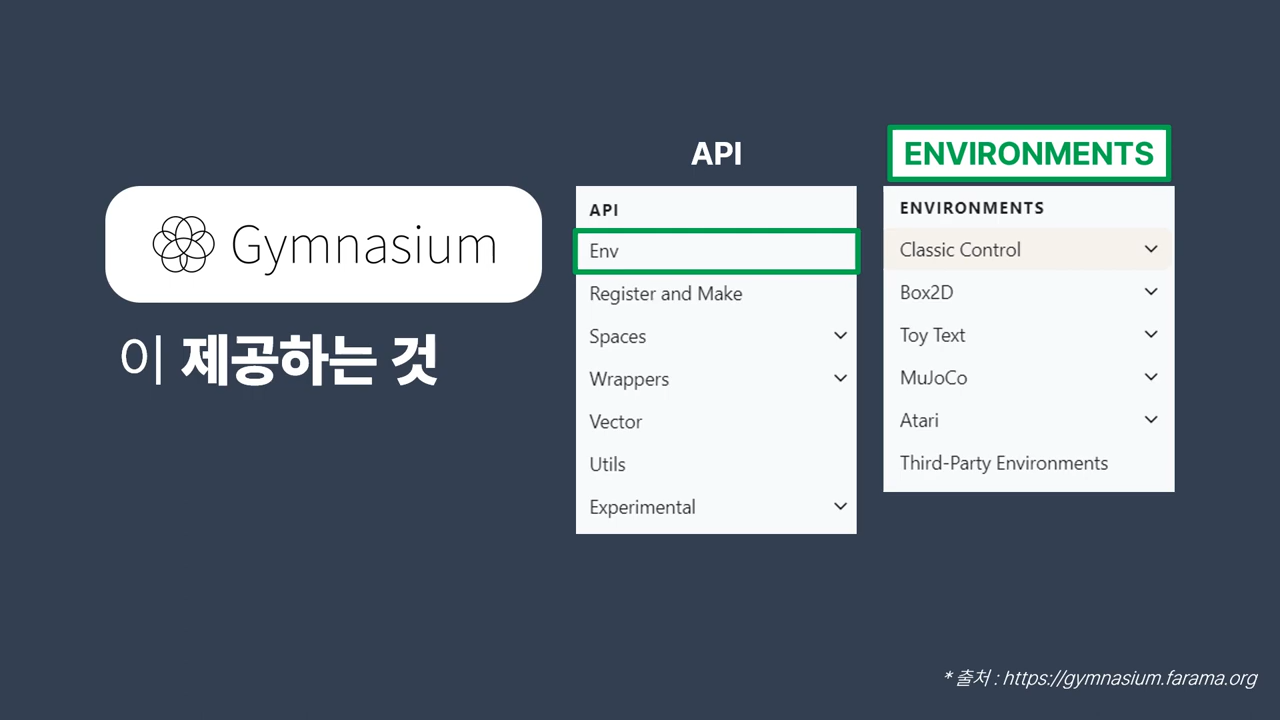 Gymnasium
이 제공하는 것
API
API
Env
Register and Make
Spaces
Wrappers
Vector
Utils
Experimental
ENVIRONMENTS
ENVIRONMENTS
Classic Control
Box2D
Toy Text
MuJoCo
Atari
Third-Party Environments
* 출처 : https://gymnasium.farama.org